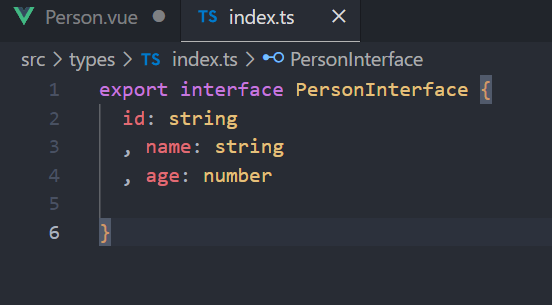 Person.vue TS index.ts
src > types > TS index.ts > PersonInterface
1 export interface PersonInterface {
2 id: string
3 , name: string
4 , age: number
5
6 }